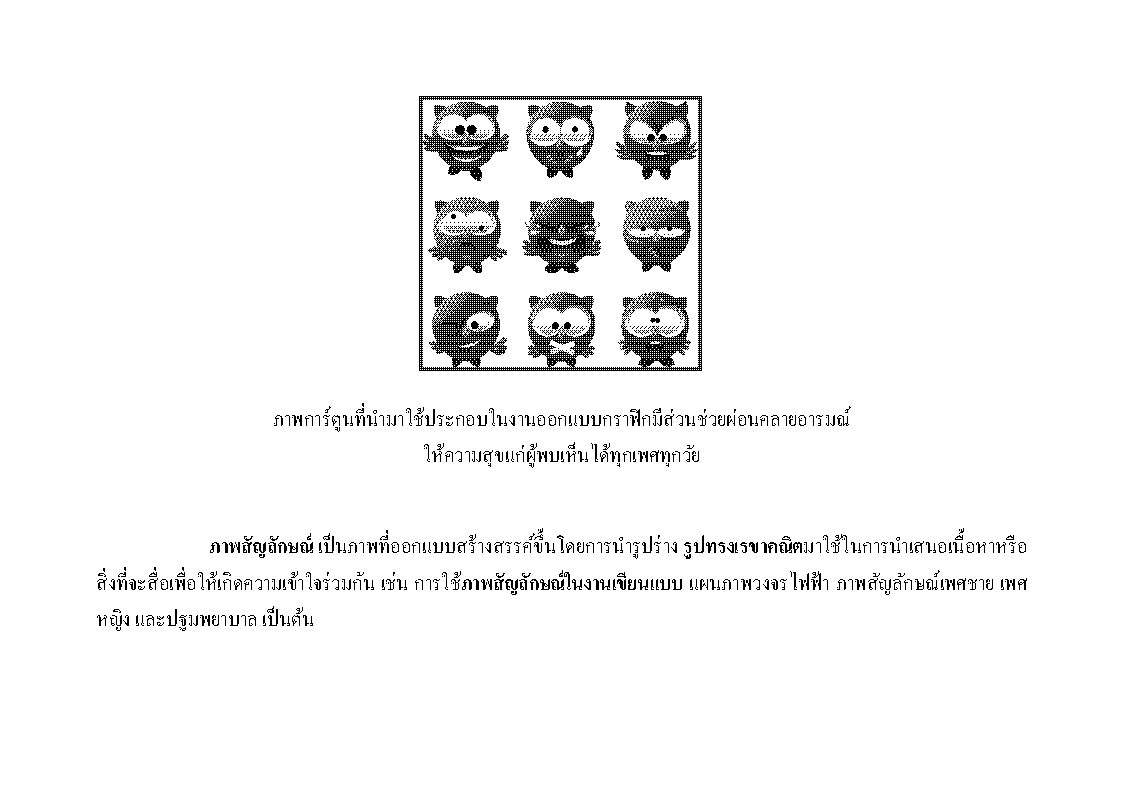 ภาพการ์ตูนที่นำมาใช้ประกอบในงานออกแบบกราฟิกมีส่วนช่วยผ่อนคลายอารมณ์
ให้ความสุขแก่ผู้พบเห็นได้ทุกเพศทุกวัย
ภาพสัญลักษณ์ เป็นภาพที่ออกแบบสร้างสรรค์ขึ้นโดยการนำรูปร่าง รูปทรงเรขาคณิตมาใช้ในการนำเสนอเนื้อหาหรือ
สิ่งที่จะสื่อเพื่อให้เกิดความเข้าใจร่วมกัน เช่น การใช้ภาพสัญลักษณ์ในงานเขียนแบบ แผนภาพวงจรไฟฟ้า ภาพสัญลักษณ์เพศชาย เพศ
หญิง และปฐมพยาบาล เป็นต้น